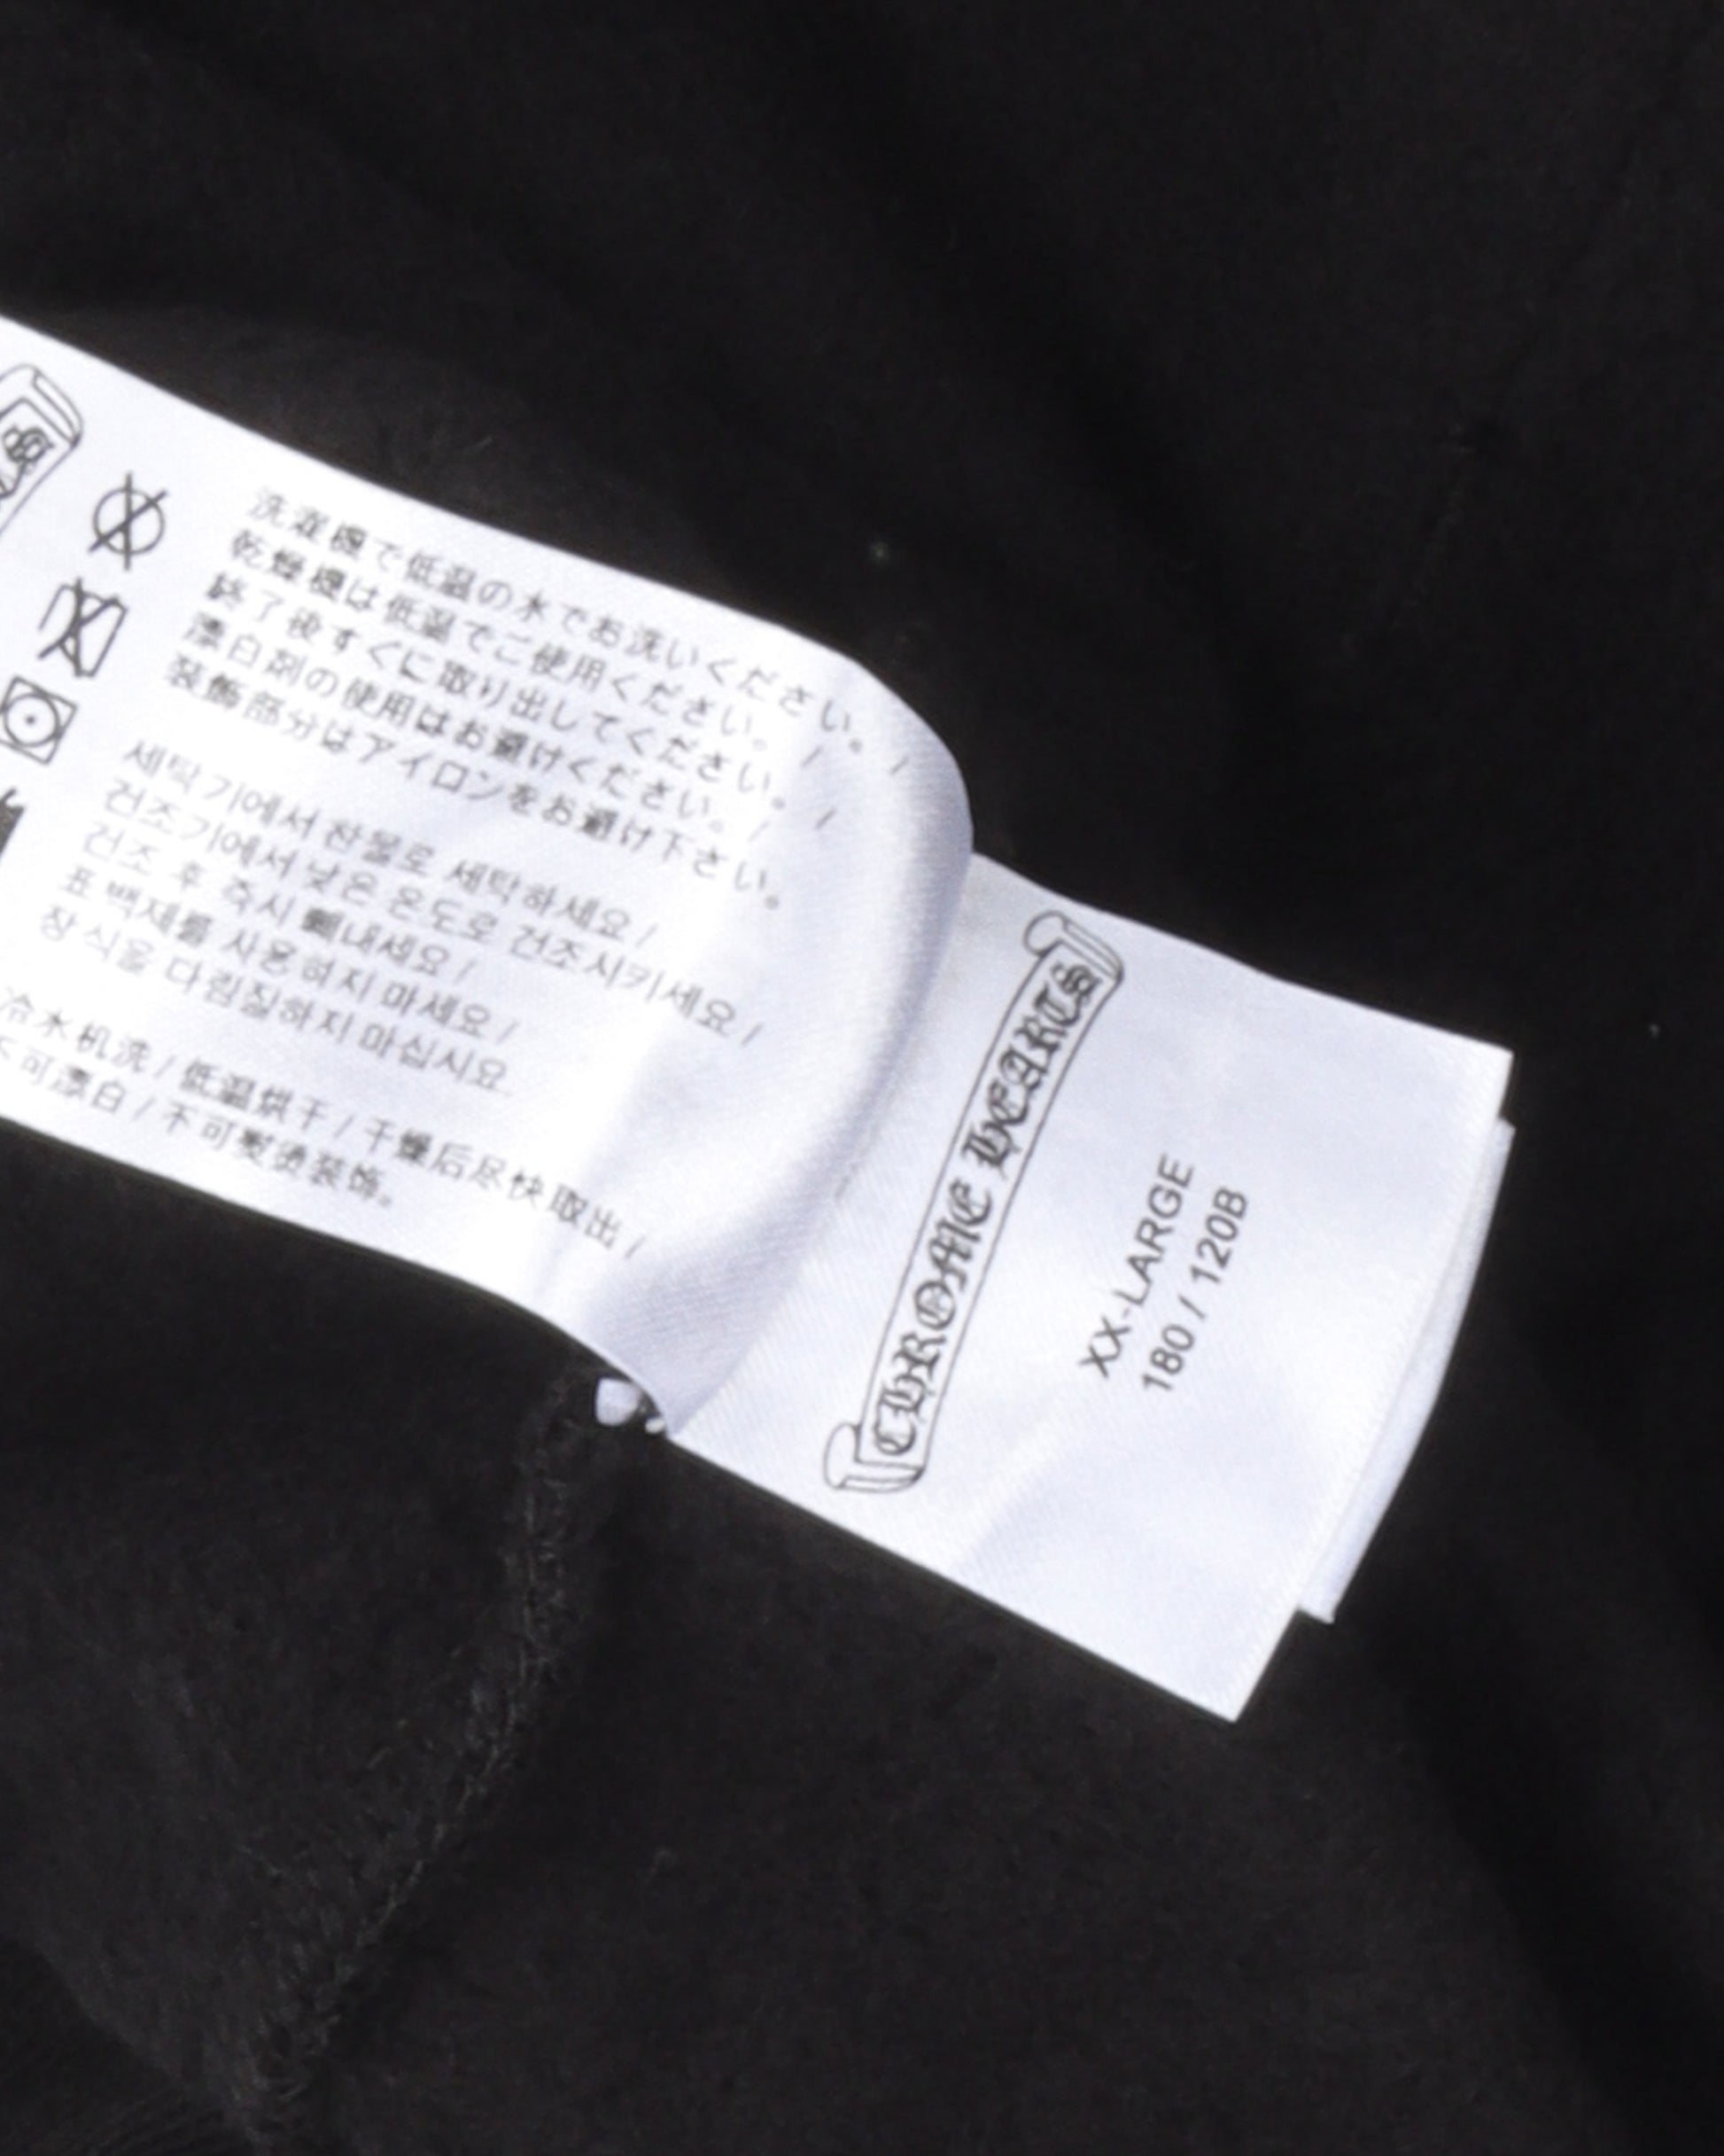 洗濯機で低温の水でお洗いください。 /
乾燥機は低温でご使用ください。 /
終了後すぐに取り出してください。 /
漂白剤の使用はお避けください。 /
装飾部分はアイロンをお避け下さい。
세탁기에서 찬물로 세탁하세요 /
건조기에서 낮은 온도로 건조시키세요 /
건조 후 즉시 빼내세요 /
표백제를 사용하지 마세요 /
장식을 다림질하지 마십시요
冷水机洗 / 低温烘干 / 干燥后尽快取出 /
不可漂白 / 不可熨烫装饰。
CHROME HEARTS
XX-LARGE
180 / 120B